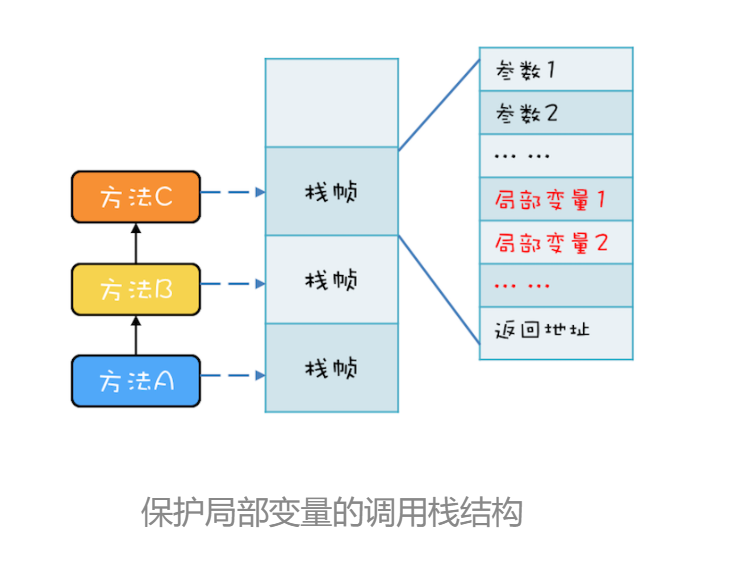 方法C
方法B
方法A
栈帧
栈帧
栈帧
参数1
参数2
……
局部变量1
局部变量2
……
返回地址
保护局部变量的调用栈结构